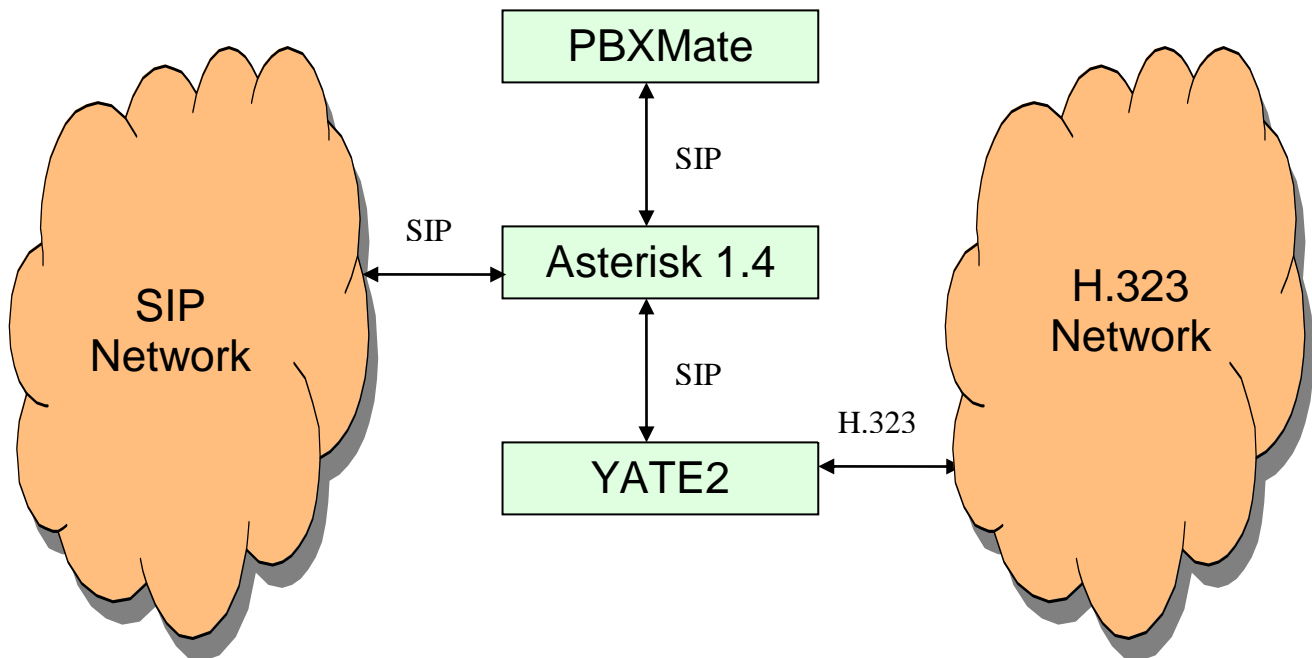 PBXMate
SIP
SIP
Asterisk 1.4
SIP
Network
H.323
Network
SIP
H.323
YATE2